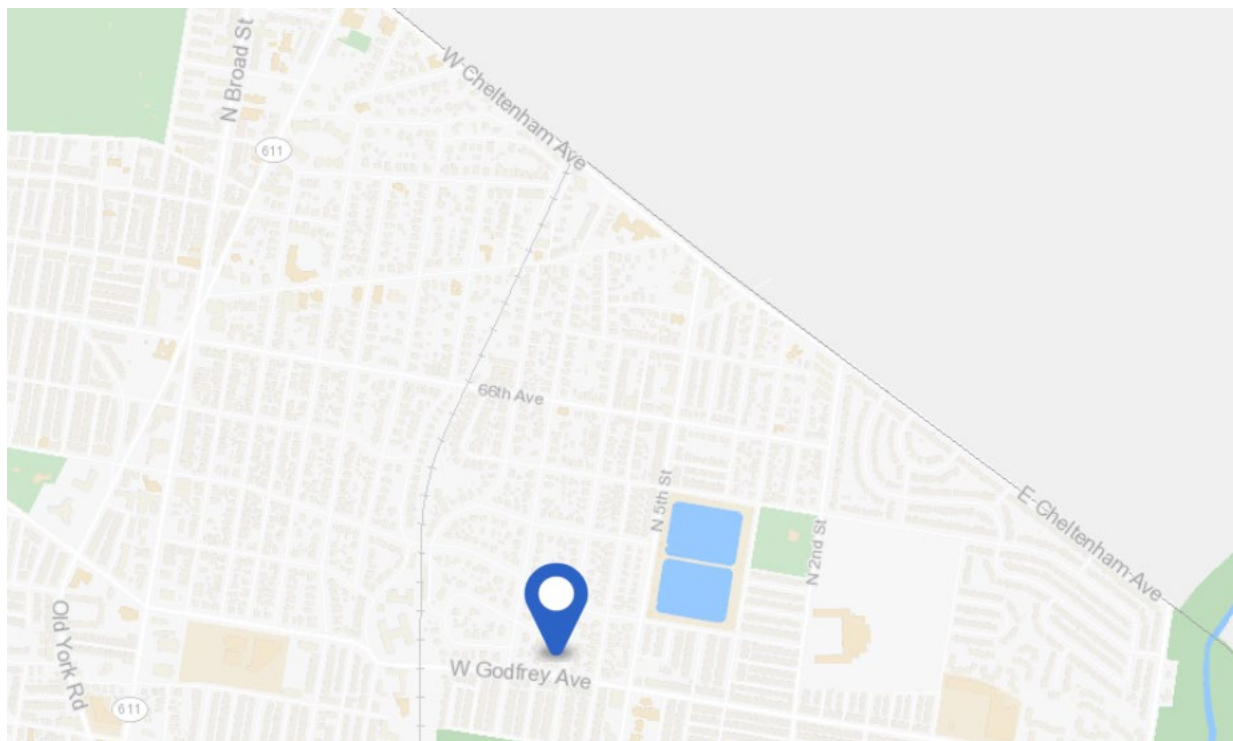 N Broad St
W Cheltenham Ave
611
66th Ave
N 5th St
E Cheltenham Ave
N 2nd St
Old York Rd
W Godfrey Ave
611